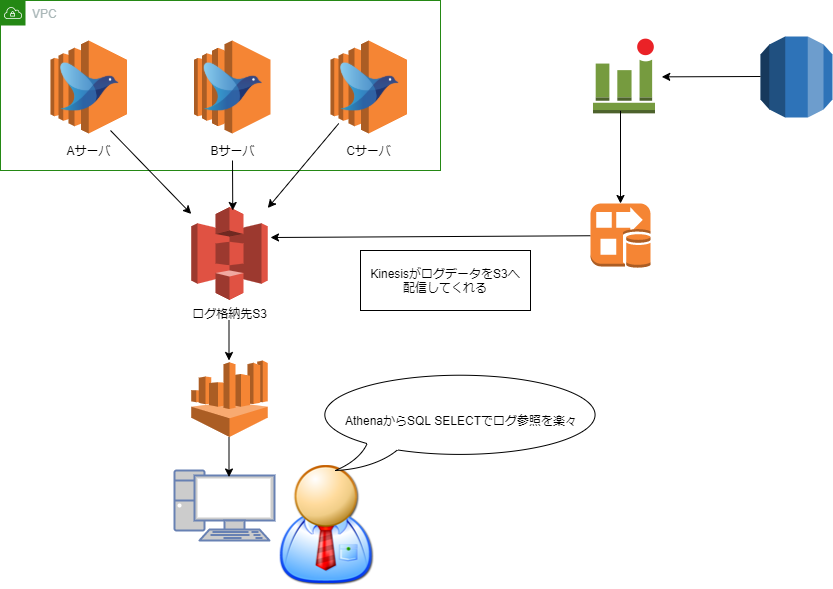 VPC
Aサーバ
Bサーバ
Cサーバ
KinesisがログデータをS3へ
配信してくれる
ログ格納先S3
AthenaからSQL SELECTでログ参照を楽々